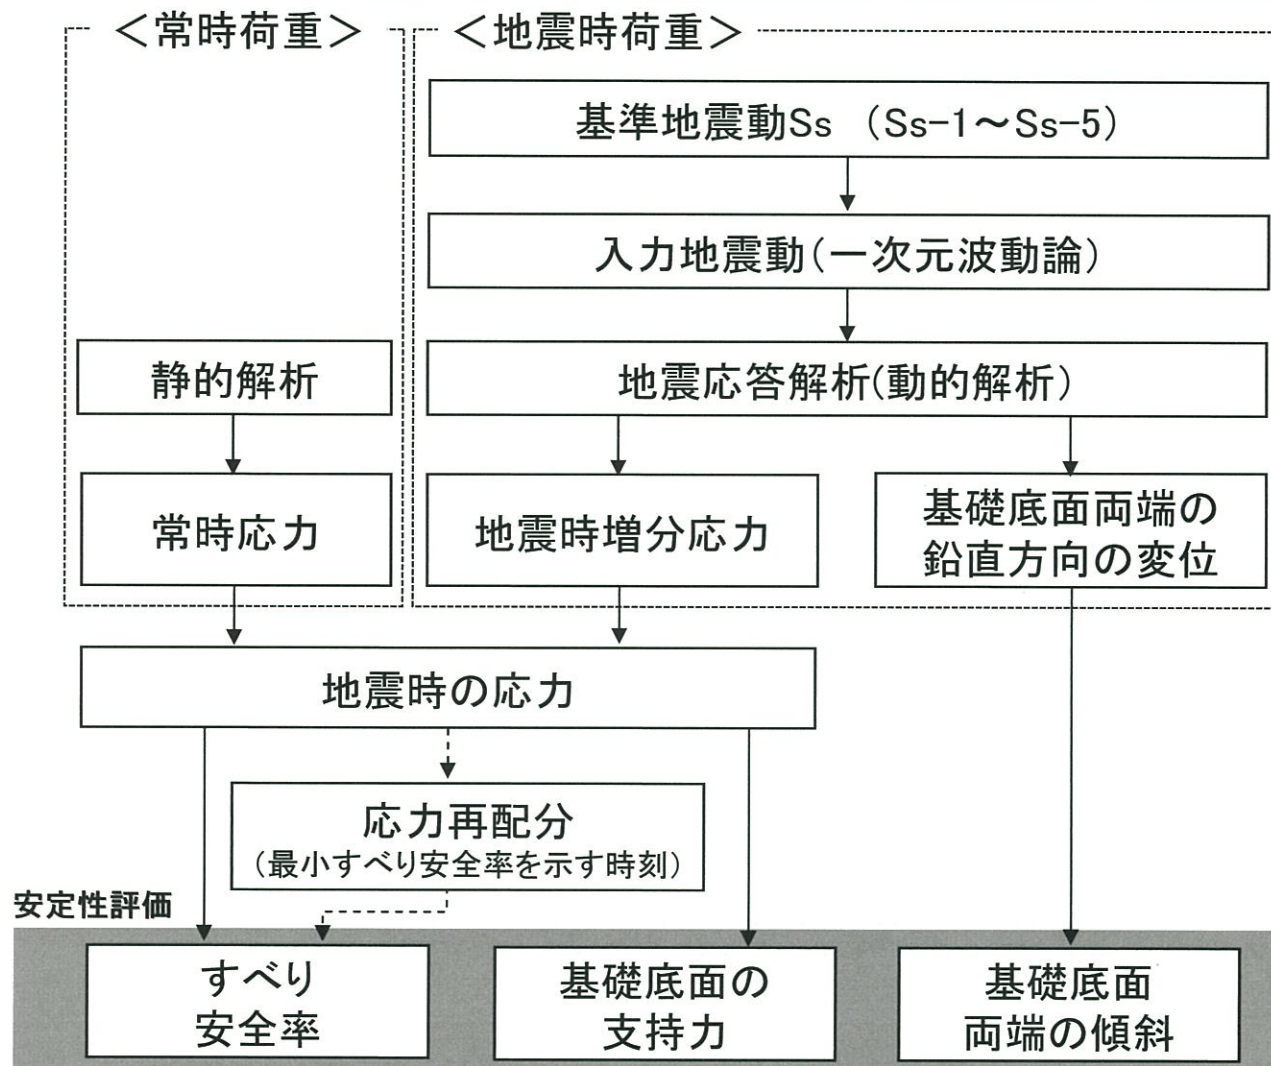 ＜常時荷重＞
＜地震時荷重＞
基準地震動Ss （Ss-1～Ss-5）
入力地震動（一次元波動論）
静的解析
地震応答解析(動的解析)
常時応力
地震時増分応力
基礎底面両端の
鉛直方向の変位
地震時の応力
応力再配分
（最小すべり安全率を示す時刻）
安定性評価
すべり
安全率
基礎底面の
支持力
基礎底面
両端の傾斜